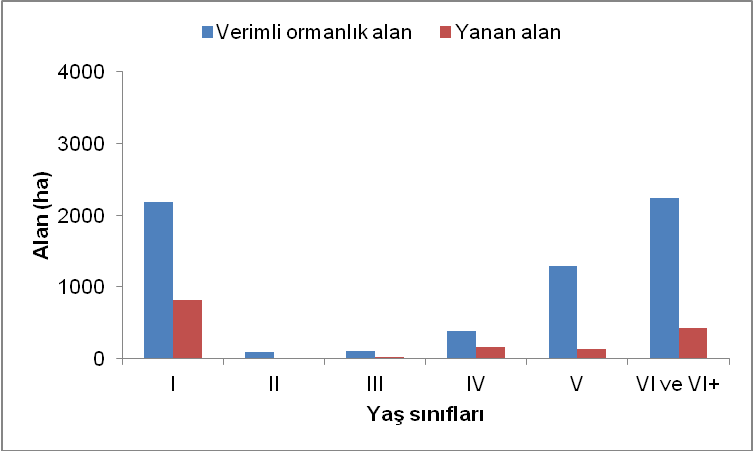 Verimli ormanlık alan Yanan alan
4000
3000
2000
1000
0
Alan (ha)
I II III IV V VI ve VI+
Yaş sınıfları